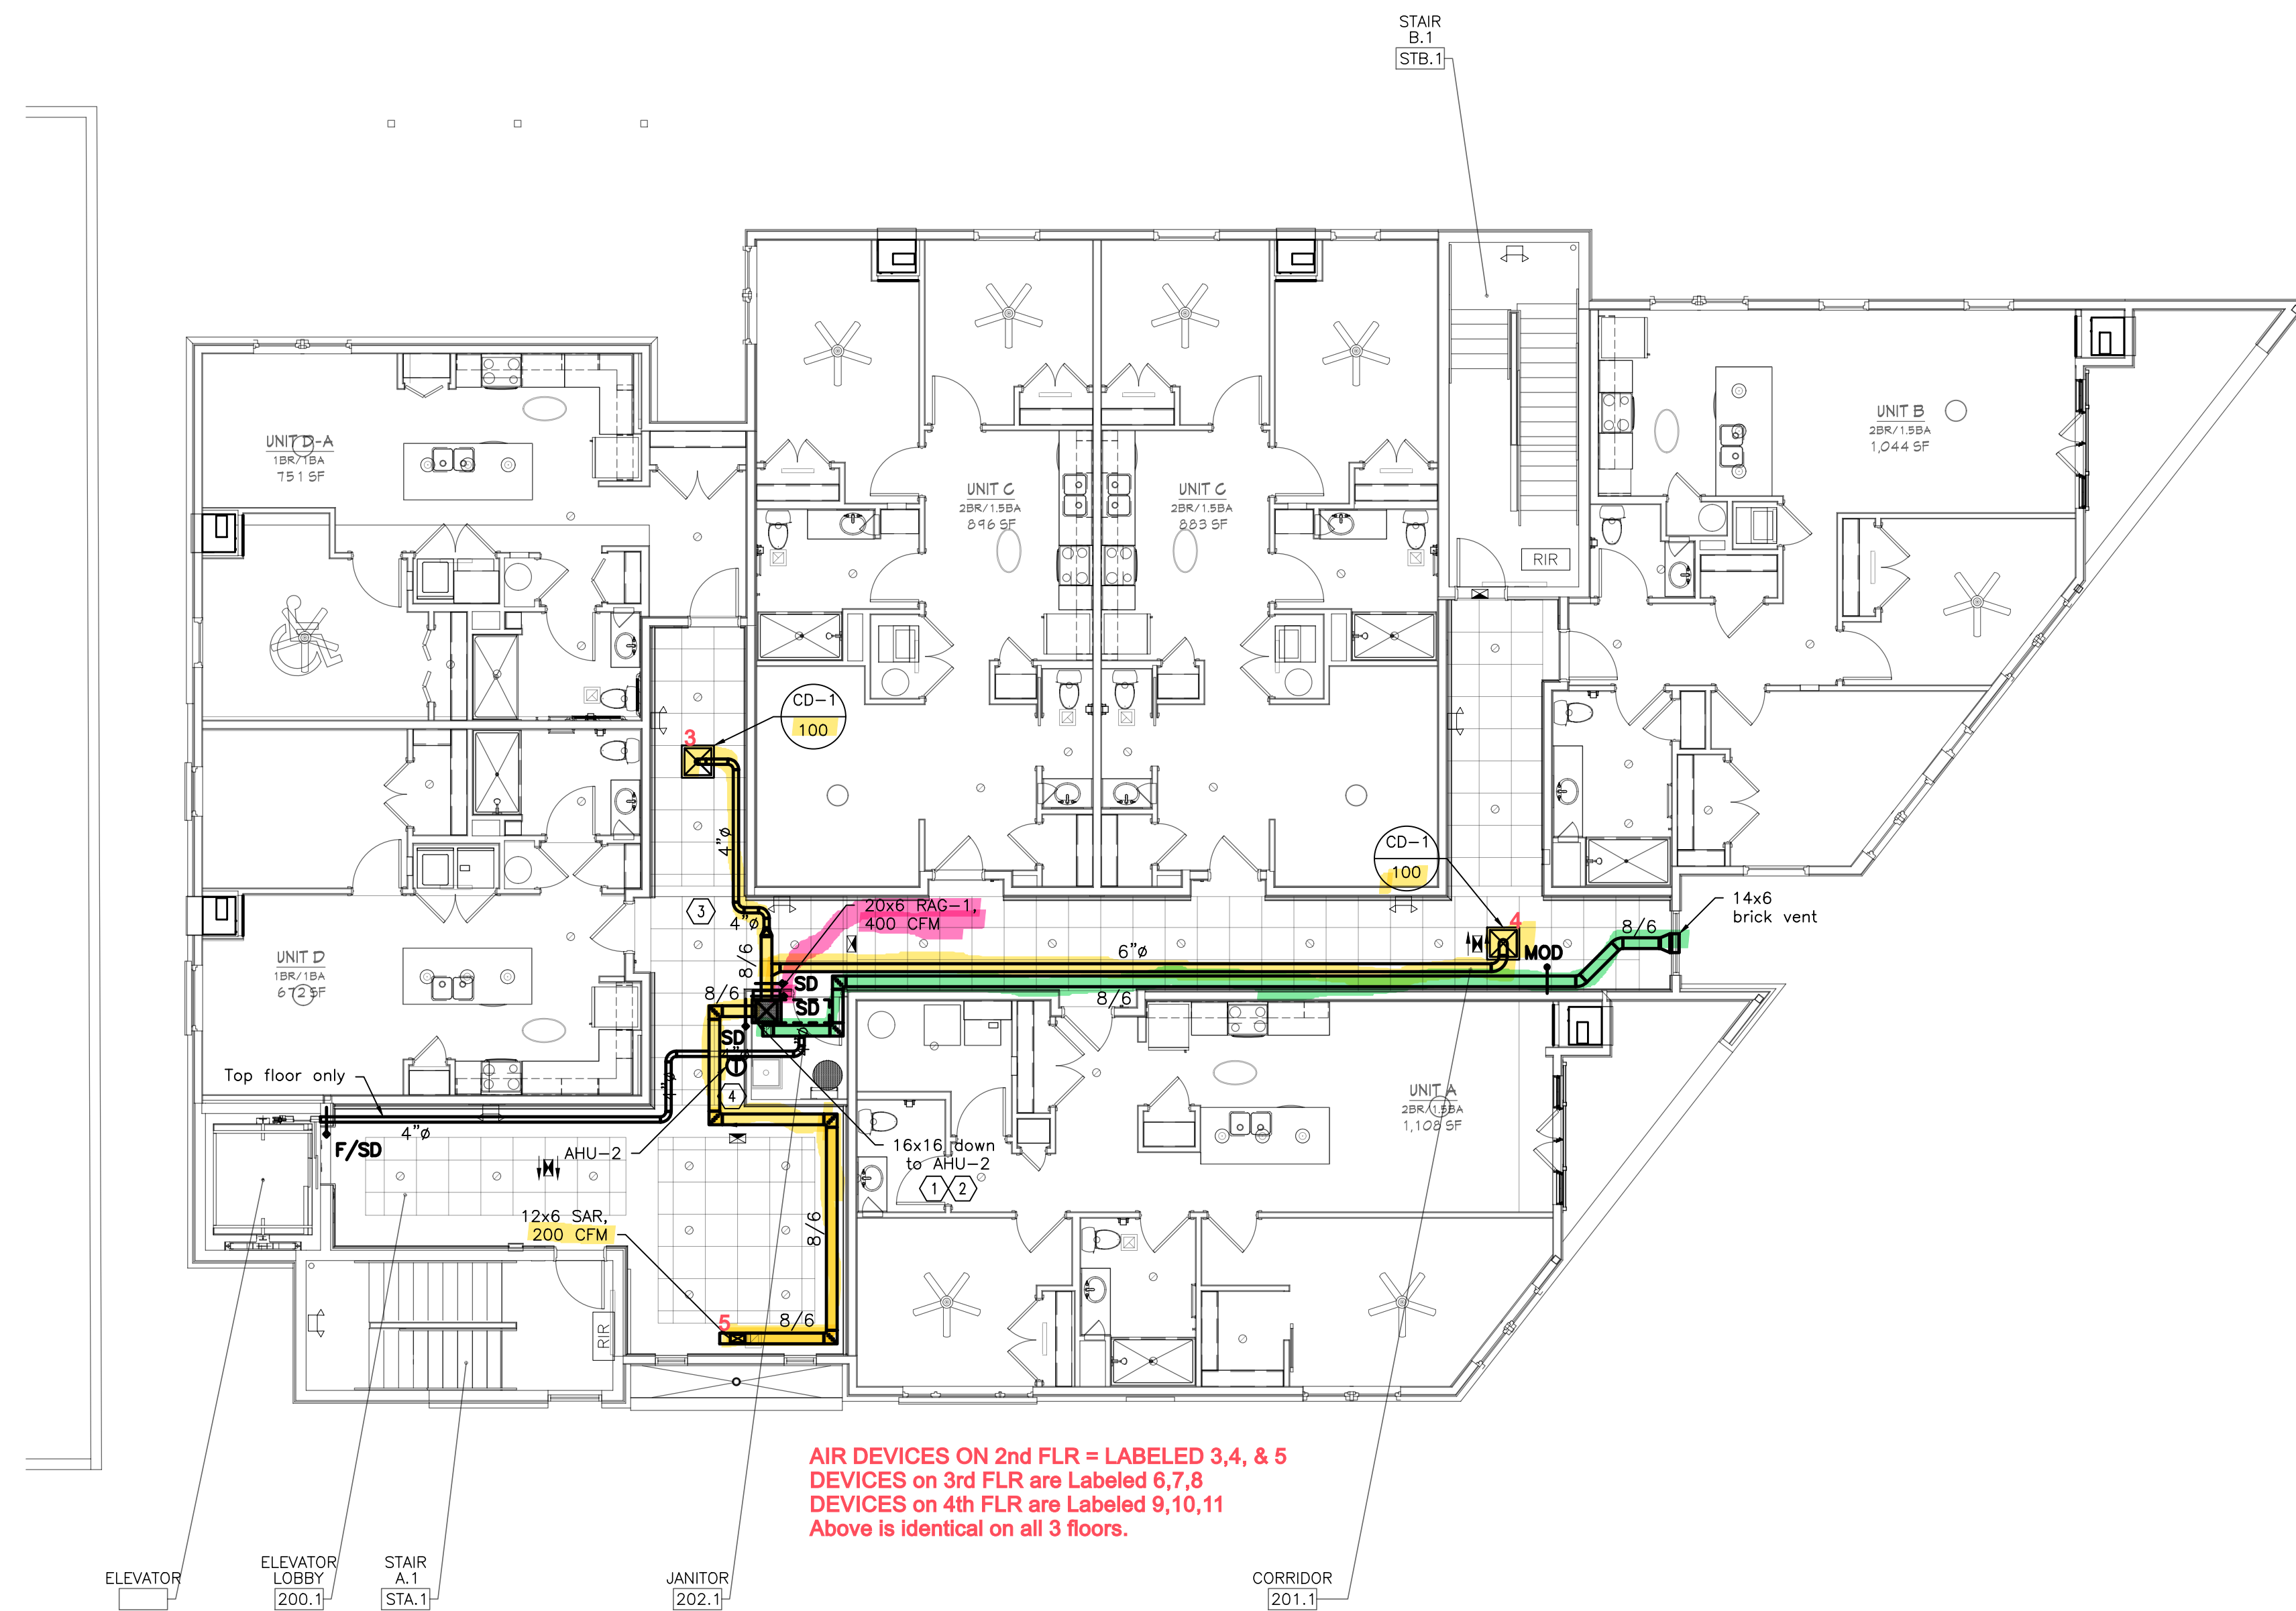 STAIR
B.1
STB.1
UNIT D-A
1BR/1BA
751 SF
UNIT C
2BR/1.5BA
896 SF
UNIT C
2BR/1.5BA
883 SF
RIR
UNIT B
2BR/1.5BA
1,044 SF
CD-1
100
3
4"ø
CD-1
100
4
3
4"ø
20x6 RAG-1,
400 CFM
8/6
6"ø
MOD
8/6
14x6
brick vent
UNIT D
1BR/1BA
672 SF
8/6
SD
SD
SD
8/6
4"ø
4"ø
4
Top floor only
4"ø
F/SD
AHU-2
16x16 down
to AHU-2
1
2
UNIT A
2BR/1.5BA
1,108 SF
12x6 SAR,
200 CFM
8/6
8/6
5
RIR
AIR DEVICES ON 2nd FLR = LABELED 3,4, & 5
DEVICES on 3rd FLR are Labeled 6,7,8
DEVICES on 4th FLR are Labeled 9,10,11
Above is identical on all 3 floors.
ELEVATOR
ELEVATOR
LOBBY
200.1
STAIR
A.1
STA.1
JANITOR
202.1
CORRIDOR
201.1